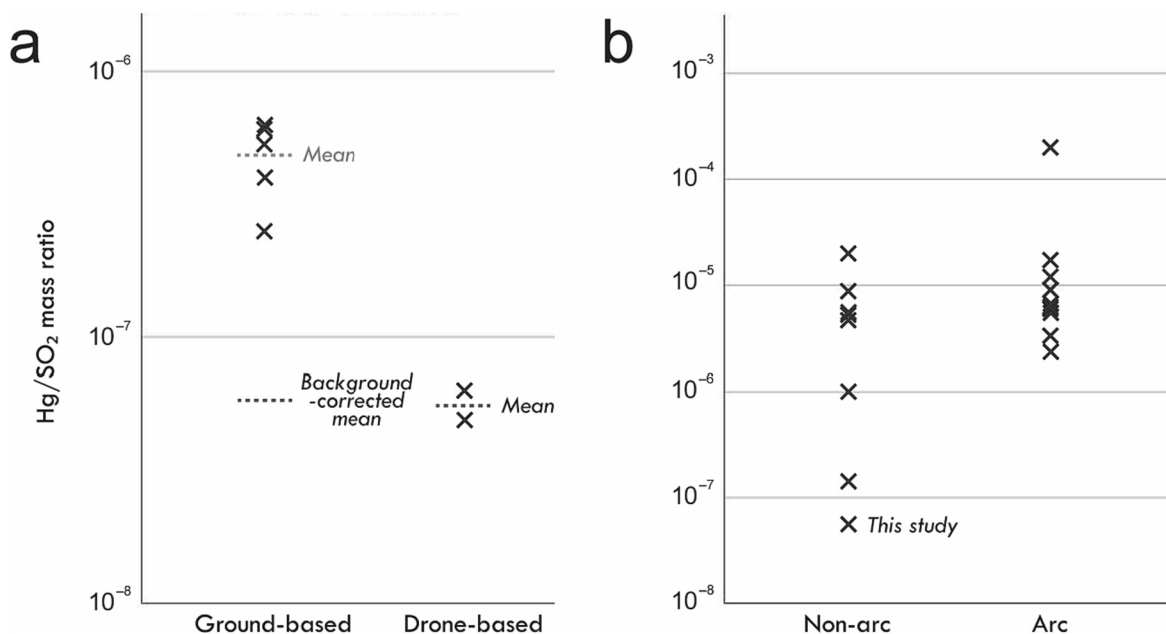 a
b
Hg/SO₂ mass ratio
10⁻⁶
Mean
10⁻⁷
Background
-corrected
mean
Mean
10⁻⁸
Ground-based
Drone-based
10⁻³
10⁻⁴
10⁻⁵
10⁻⁶
10⁻⁷
This study
10⁻⁸
Non-arc
Arc